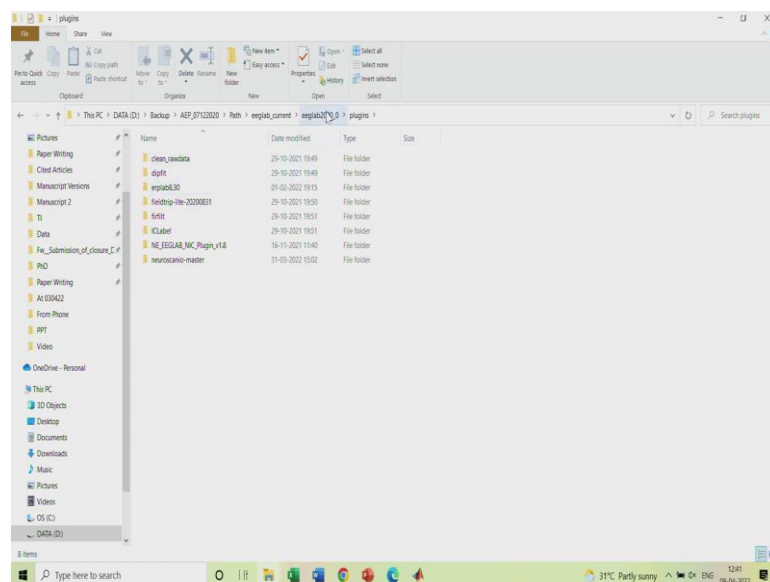 plugins
File Home Share View
Pin to Quick access
Copy
Paste
Cut
Copy path
Paste shortcut
Move to
Copy to
Delete
Rename
New folder
New item
Easy access
Properties
Open
Edit
History
Select all
Select none
Invert selection
Clipboard Organize New Open Select
This PC > DATA (D:) > Backup > AEP_07122020 > Path > eeglab_current > > plugins >
Search plugins
Name Date modified Type Size
clean_rawdata 29-10-2021 19:49 File folder
dipfit 29-10-2021 19:49 File folder
erplab8.30 01-02-2022 19:15 File folder
fieldtrip-lite-20200831 29-10-2021 19:50 File folder
firfilt 29-10-2021 19:51 File folder
ICLabel 29-10-2021 19:51 File folder
NE_EEGLAB_NIC_Plugin_v1.8 16-11-2021 11:40 File folder
neuroscanio-master 31-03-2022 15:02 File folder
Pictures
Paper Writing
Cited Articles
Manuscript Versions
Manuscript 2
TI
Data
Fw_Submission_of_closure_D
PhD
Paper Writing
At 030422
From Phone
PPT
Video
OneDrive - Personal
This PC
3D Objects
Desktop
Documents
Downloads
Music
Pictures
Videos
OS (C:)
DATA (D:)
8 items
Type here to search
31°C Partly sunny
ENG
12:41
09-04-2022